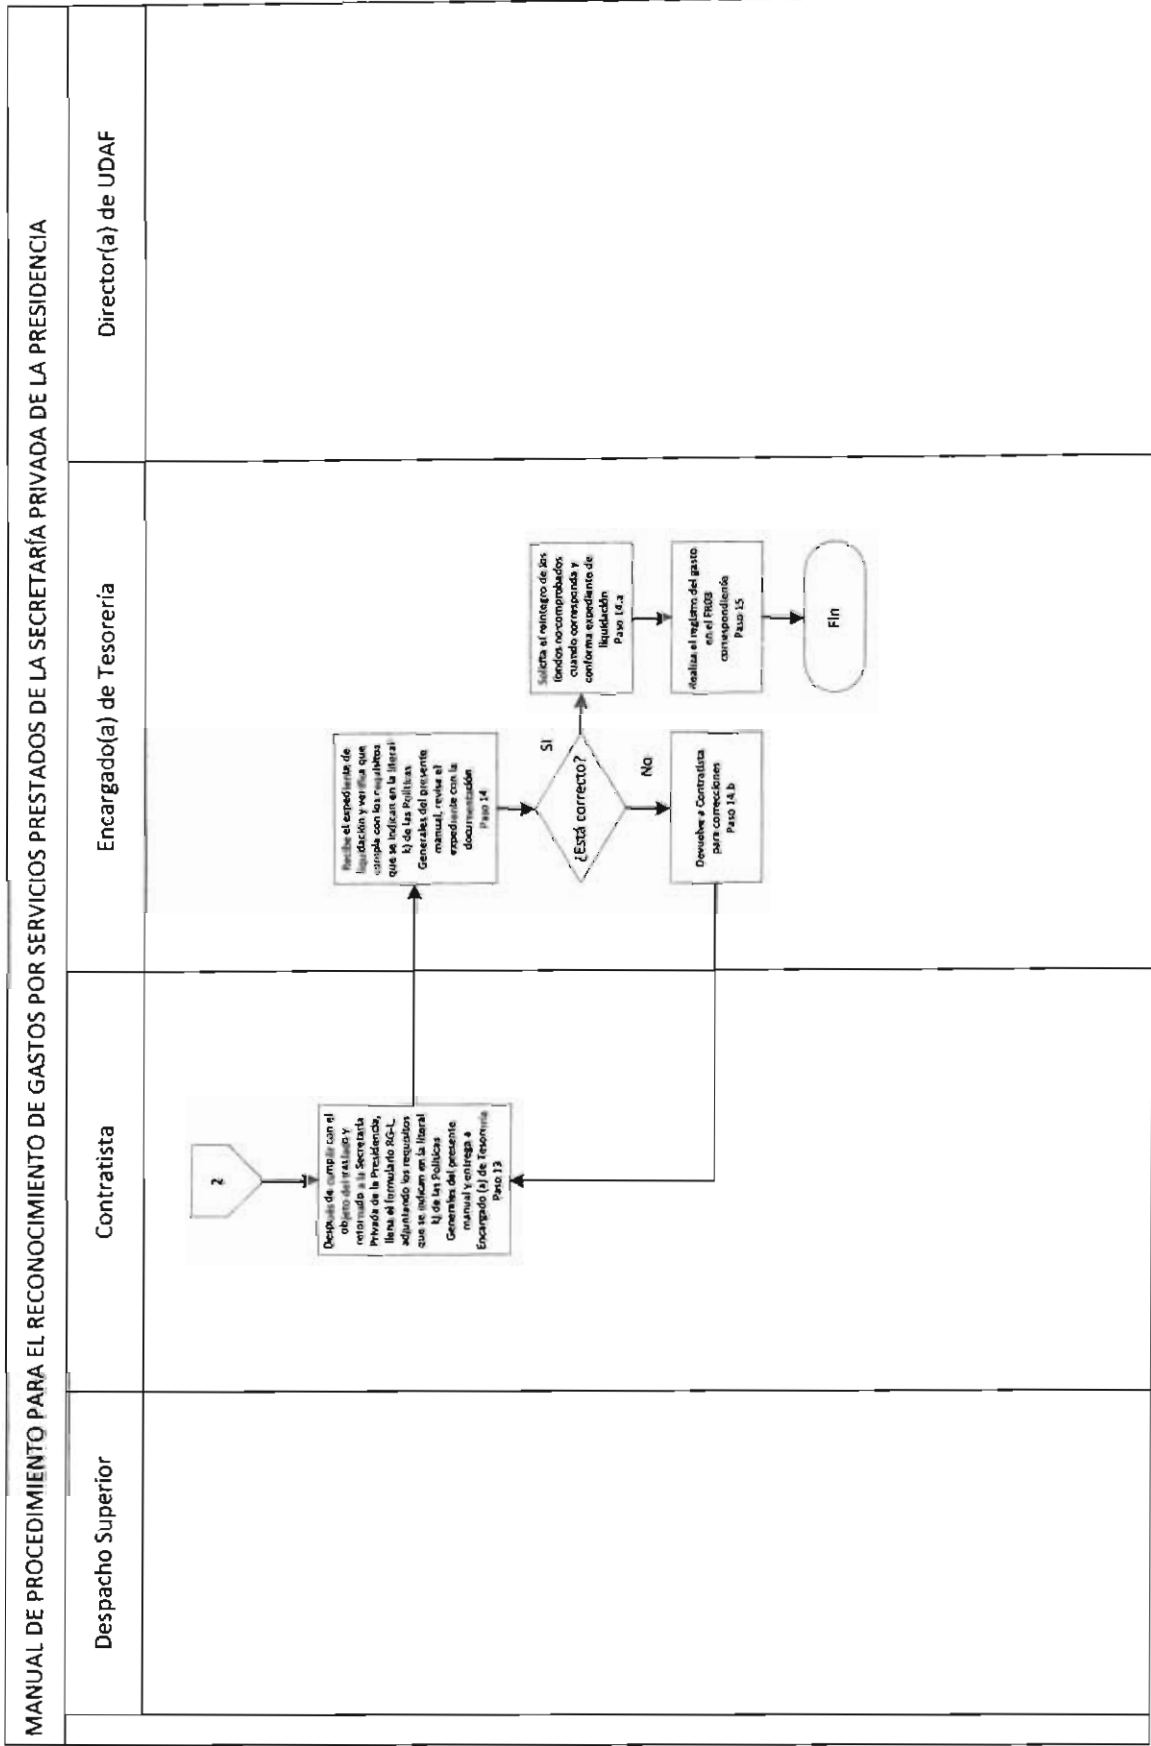 MANUAL DE PROCEDIMIENTO PARA EL RECONOCIMIENTO DE GASTOS POR SERVICIOS PRESTADOS DE LA SECRETARÍA PRIVADA DE LA PRESIDENCIA
Despacho Superior
Contratista
Encargado(a) de Tesorería
Director(a) de UDAF
2
Después de cumplir con el
objeto del traslado y
retornado a la Secretaría
Privada de la Presidencia,
llena el formulario RG-L,
adjuntando los requisitos
que se indican en la literal
k) de las Políticas
Generales del presente
manual y entrega a
Encargado (a) de Tesorería
Paso 13
Recibe el expediente de
liquidación y verifica que
cumpla con los requisitos
que se indican en la literal
k) de las Políticas
Generales del presente
manual, revisa el
expediente con la
documentación
Paso 14
¿Está correcto?
SI
No
Solicita el reintegro de los
fondos no comprobados
cuando corresponda y
conforma expediente de
liquidación
Paso 14.a
Devuelve a Contratista
para correcciones
Paso 14.b
Realiza el registro del gasto
en el FR03
correspondiente
Paso 15
Fin